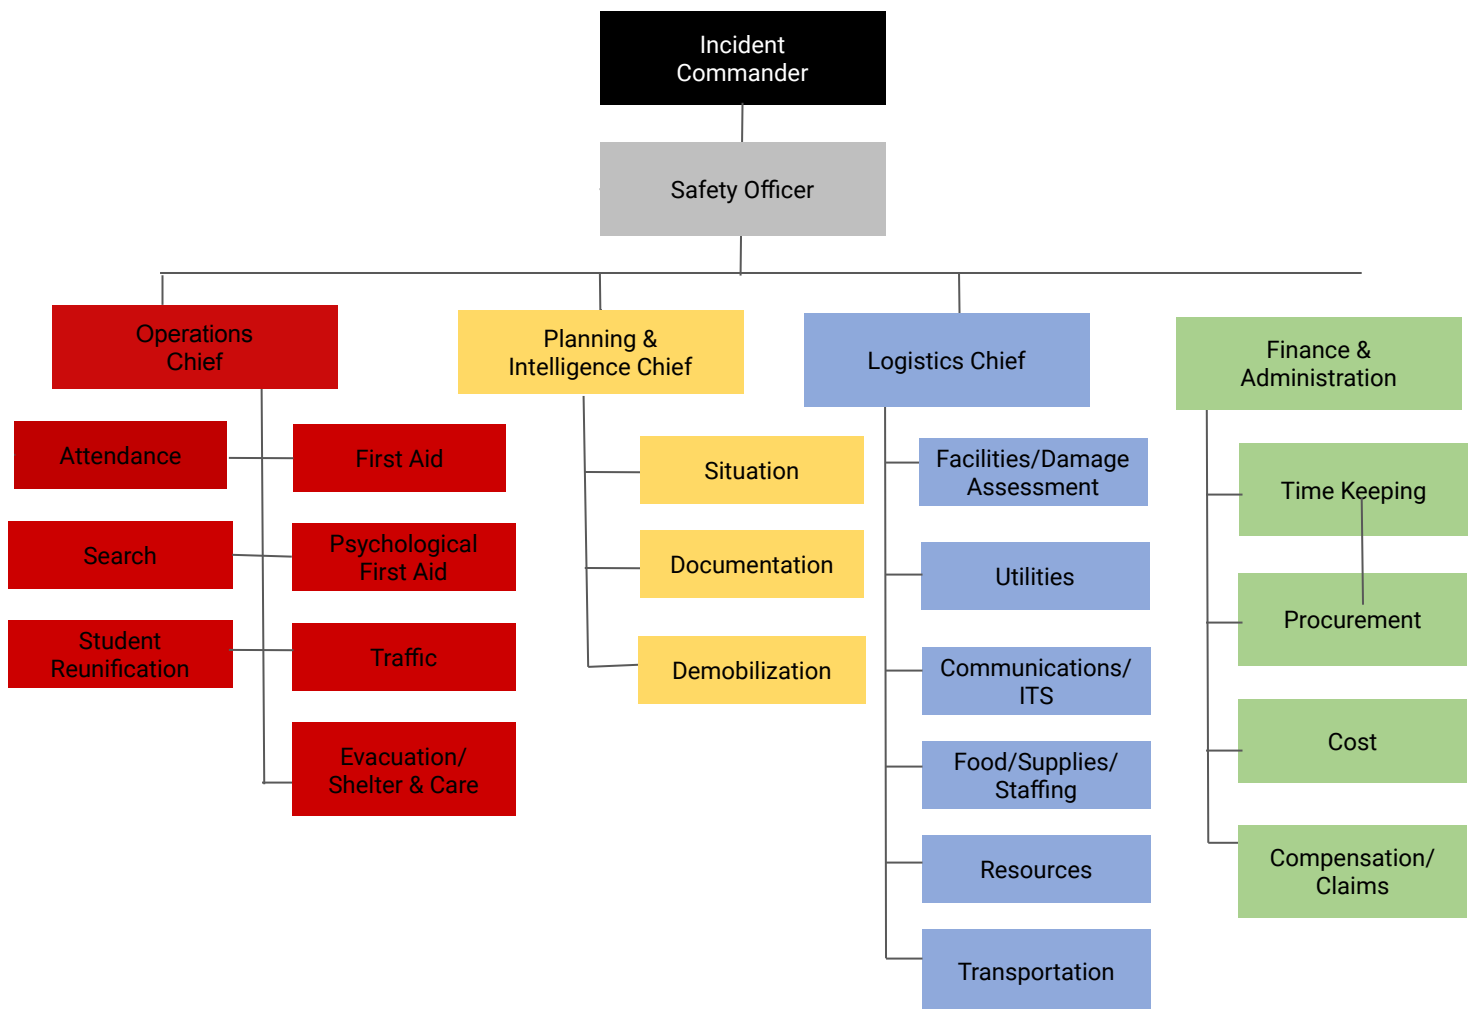 Incident
Commander
Safety Officer
Operations
Chief
Attendance
First Aid
Search
Psychological
First Aid
Student
Reunification
Traffic
Evacuation/
Shelter & Care
Planning &
Intelligence Chief
Situation
Documentation
Demobilization
Logistics Chief
Facilities/Damage
Assessment
Utilities
Communications/
ITS
Food/Supplies/
Staffing
Resources
Transportation
Finance &
Administration
Time Keeping
Procurement
Cost
Compensation/
Claims